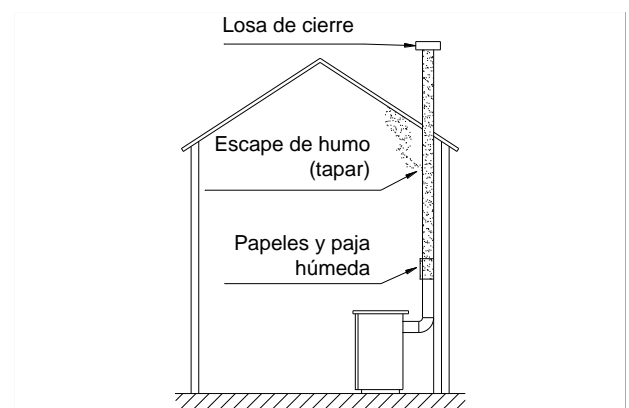 Losa de cierre
Escape de humo
(tapar)
Papeles y paja
húmeda